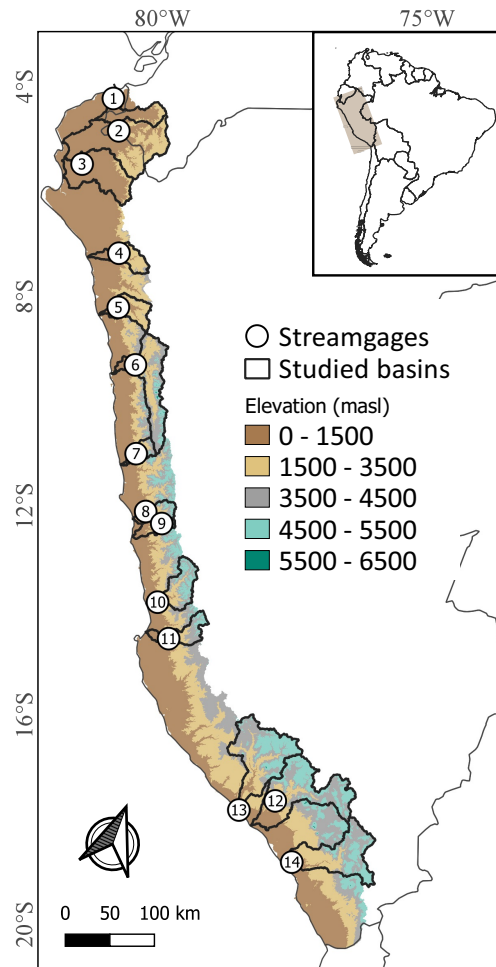 80°W 75°W
4°S
8°S
12°S
16°S
20°S
1
2
3
4
5
6
7
8
9
10
11
12
13
14
Streamgages
Studied basins
Elevation (masl)
0 - 1500
1500 - 3500
3500 - 4500
4500 - 5500
5500 - 6500
0 50 100 km